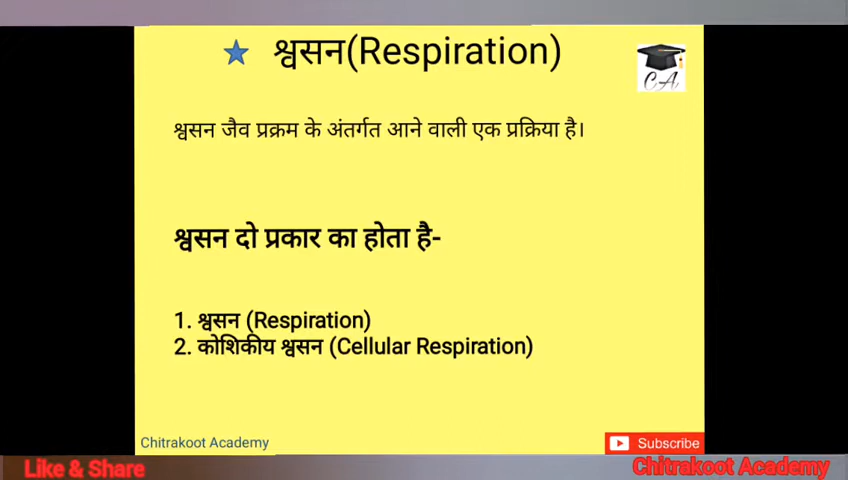 श्वसन(Respiration)
CA
श्वसन जैव प्रक्रम के अंतर्गत आने वाली एक प्रक्रिया है।
श्वसन दो प्रकार का होता है-
1. श्वसन (Respiration)
2. कोशिकीय श्वसन (Cellular Respiration)
Chitrakoot Academy
Subscribe
Like & Share
Chitrakoot Academy